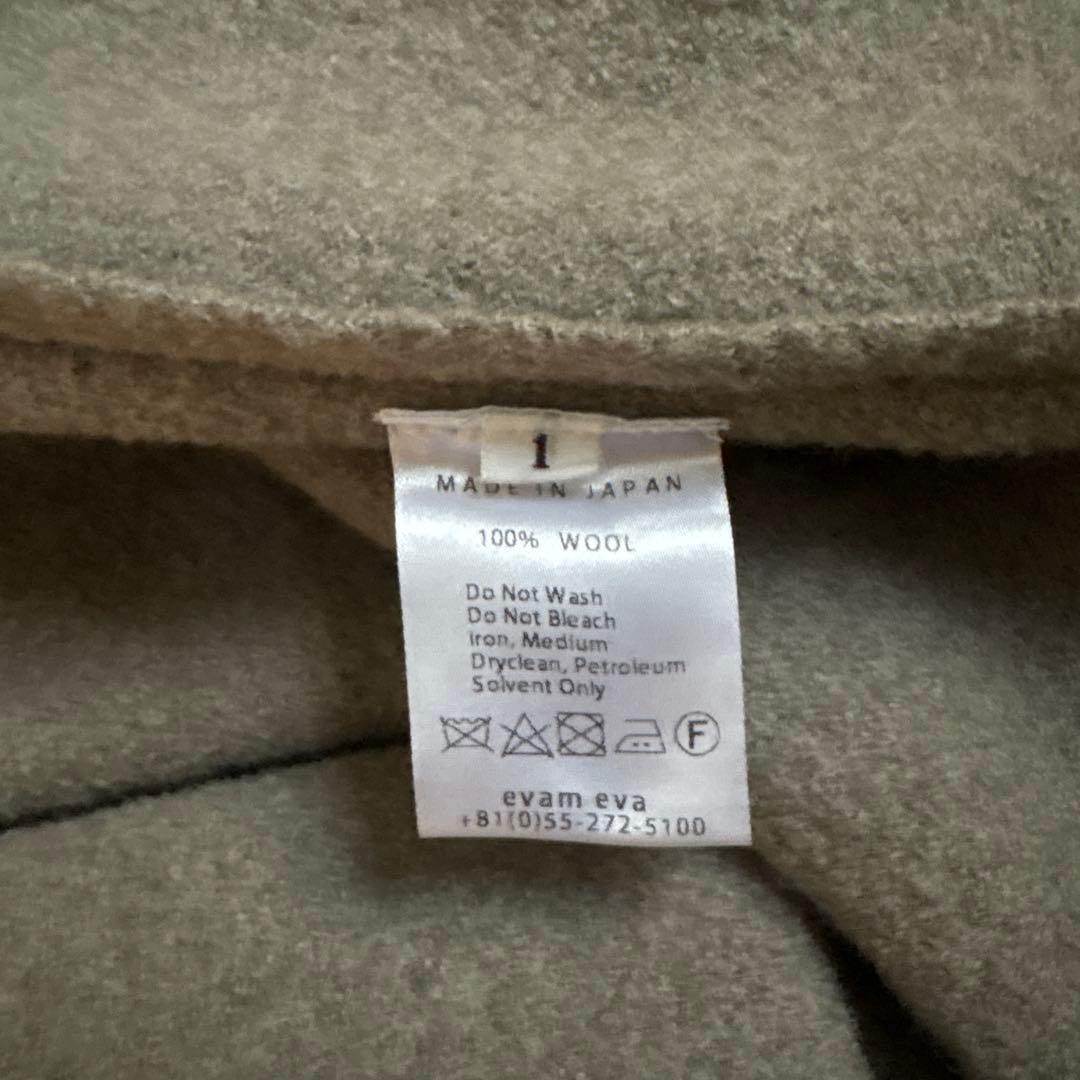 1
MADE IN JAPAN
100% WOOL
Do Not Wash
Do Not Bleach
Iron, Medium
Dryclean, Petroleum
Solvent Only
F
evam eva
+81(0)55-272-5100